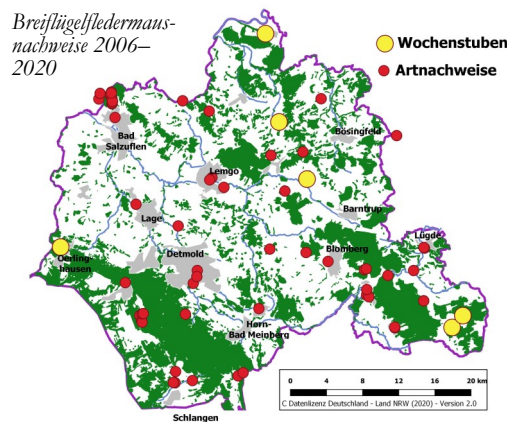 Breiflügelfledermaus-
nachweise 2006–
2020
Wochenstuben
Artnachweise
Bad
Salzuflen
Bösingfeld
Lemgo
Lage
Barntrup
Lügde
Oerling-
hausen
Detmold
Blomberg
Horn-
Bad Meinberg
Schlangen
0 4 8 12 16 20 km
C Datenlizenz Deutschland - Land NRW (2020) - Version 2.0